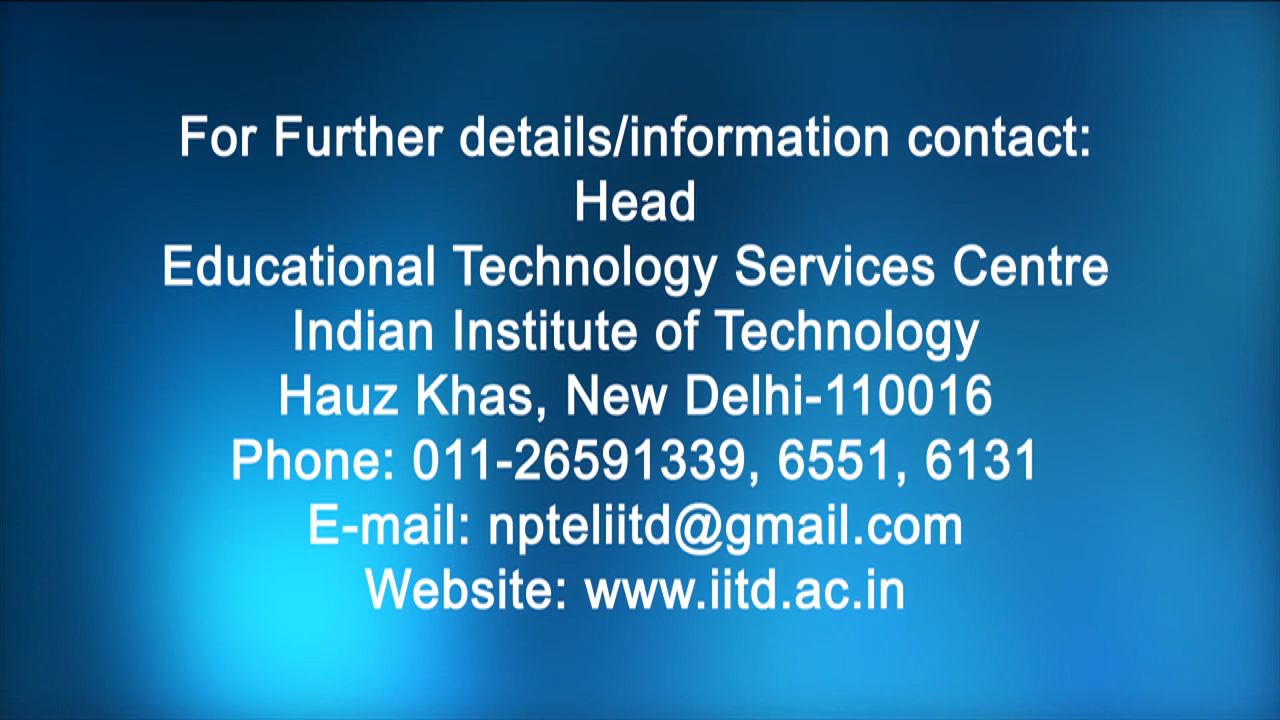 For Further details/information contact:
Head
Educational Technology Services Centre
Indian Institute of Technology
Hauz Khas, New Delhi-110016
Phone: 011-26591339, 6551, 6131
E-mail: npteliitd@gmail.com
Website: www.iitd.ac.in